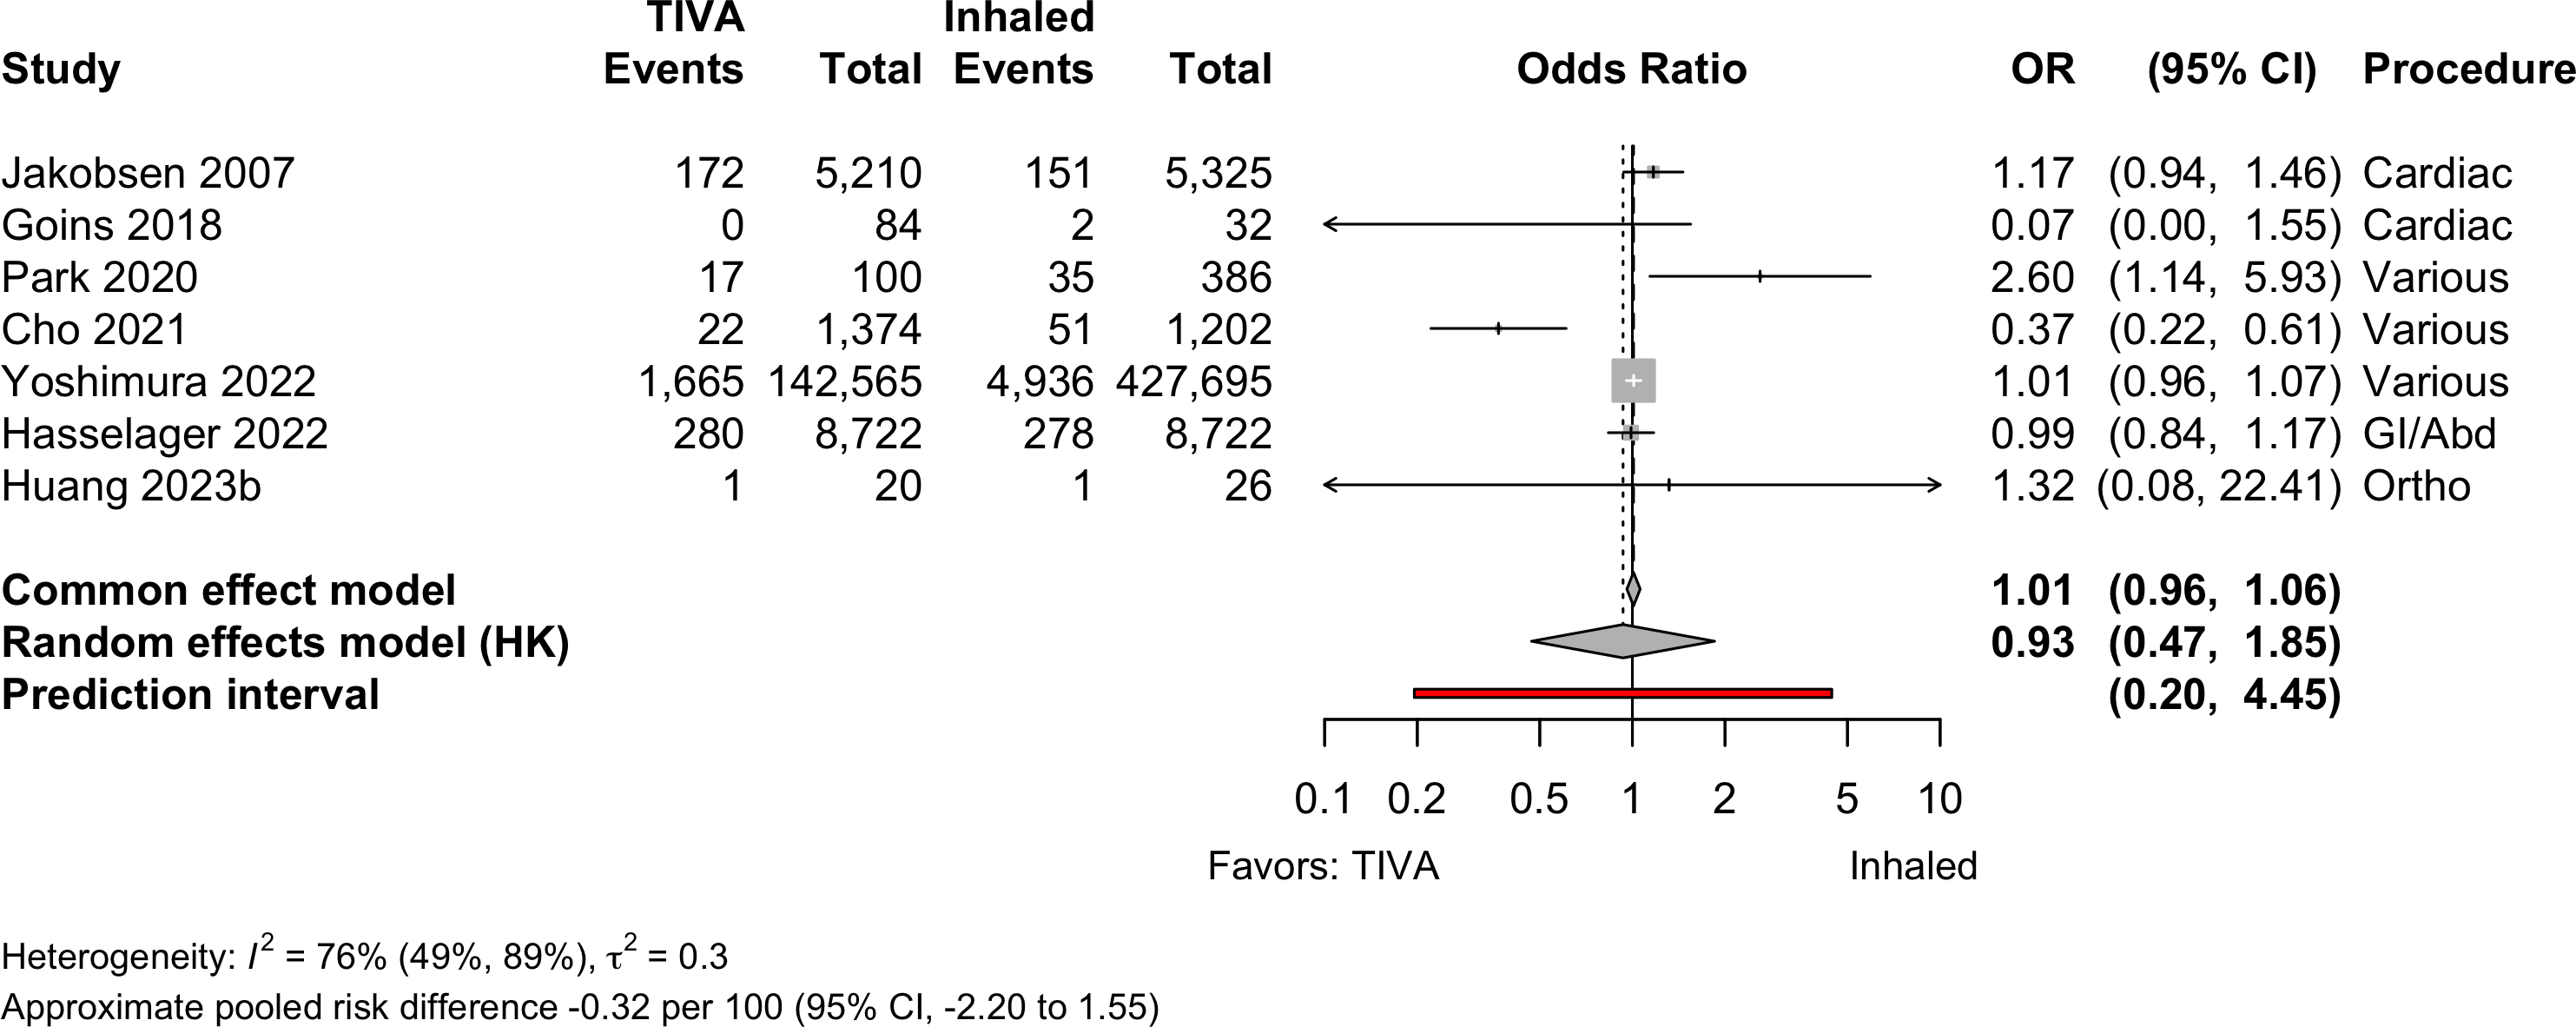 TIVA Inhaled
Study Events Total Events Total Odds Ratio OR (95% CI) Procedure
Jakobsen 2007 172 5,210 151 5,325 1.17 (0.94, 1.46) Cardiac
Goins 2018 0 84 2 32 0.07 (0.00, 1.55) Cardiac
Park 2020 17 100 35 386 2.60 (1.14, 5.93) Various
Cho 2021 22 1,374 51 1,202 0.37 (0.22, 0.61) Various
Yoshimura 2022 1,665 142,565 4,936 427,695 1.01 (0.96, 1.07) Various
Hasselager 2022 280 8,722 278 8,722 0.99 (0.84, 1.17) GI/Abd
Huang 2023b 1 20 1 26 1.32 (0.08, 22.41) Ortho
Common effect model 1.01 (0.96, 1.06)
Random effects model (HK) 0.93 (0.47, 1.85)
Prediction interval (0.20, 4.45)
0.1 0.2 0.5 1 2 5 10
Favors: TIVA Inhaled
Heterogeneity: I² = 76% (49%, 89%), τ² = 0.3
Approximate pooled risk difference -0.32 per 100 (95% CI, -2.20 to 1.55)